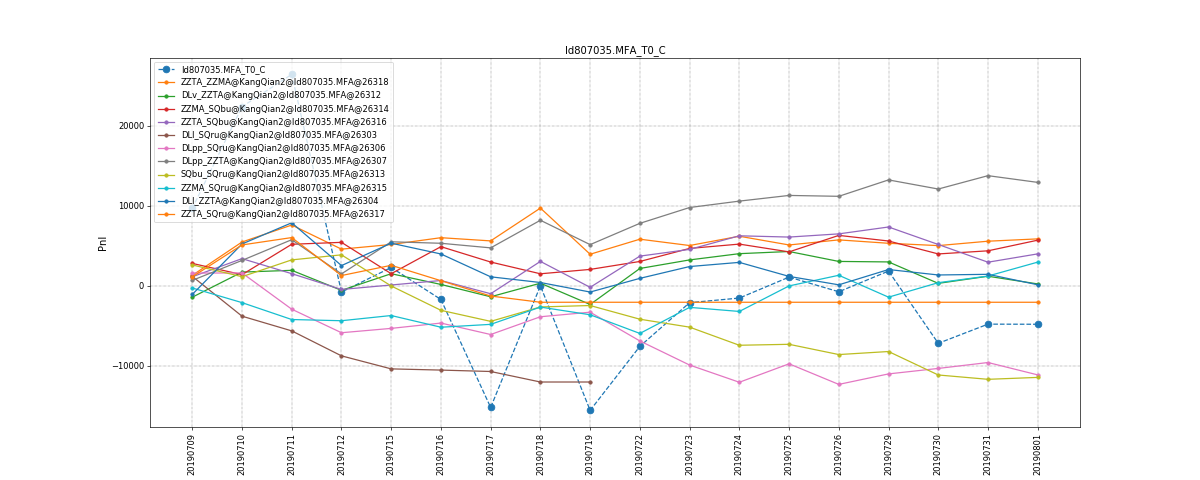 Id807035.MFA_T0_C
Id807035.MFA_T0_C
ZZTA_ZZMA@KangQian2@Id807035.MFA@26318
DLv_ZZTA@KangQian2@Id807035.MFA@26312
ZZMA_SQbu@KangQian2@Id807035.MFA@26314
ZZTA_SQbu@KangQian2@Id807035.MFA@26316
DLl_SQru@KangQian2@Id807035.MFA@26303
DLpp_SQru@KangQian2@Id807035.MFA@26306
DLpp_ZZTA@KangQian2@Id807035.MFA@26307
SQbu_SQru@KangQian2@Id807035.MFA@26313
ZZMA_SQru@KangQian2@Id807035.MFA@26315
DLl_ZZTA@KangQian2@Id807035.MFA@26304
ZZTA_SQru@KangQian2@Id807035.MFA@26317
Pnl
20000
10000
0
−10000
20190709
20190710
20190711
20190712
20190715
20190716
20190717
20190718
20190719
20190722
20190723
20190724
20190725
20190726
20190729
20190730
20190731
20190801